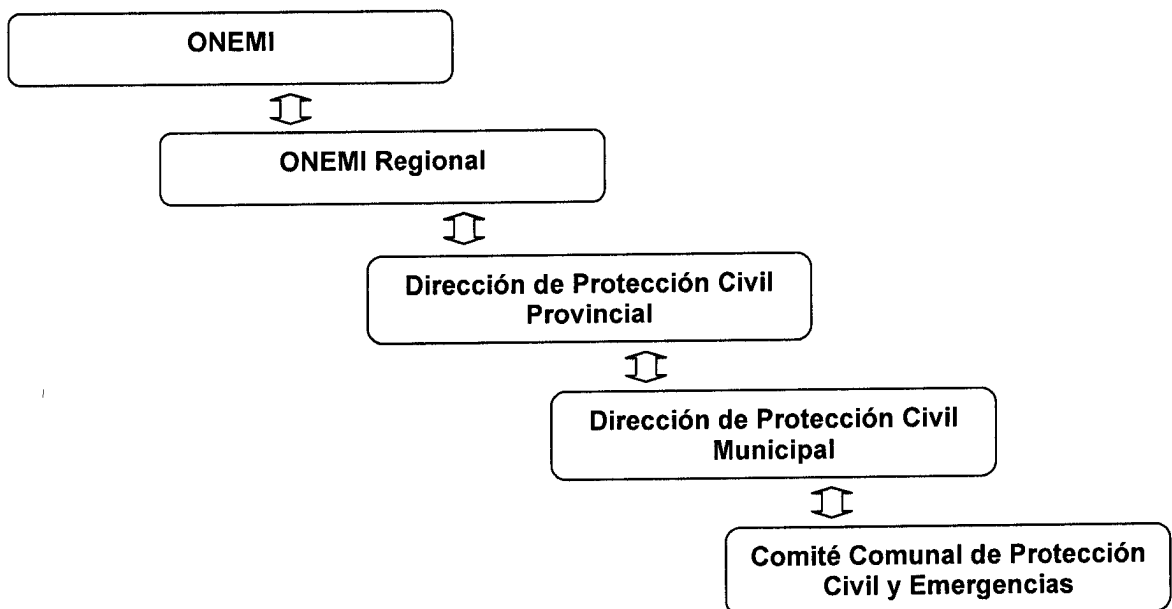 ONEMI
ONEMI Regional
Dirección de Protección Civil
Provincial
Dirección de Protección Civil
Municipal
Comité Comunal de Protección
Civil y Emergencias